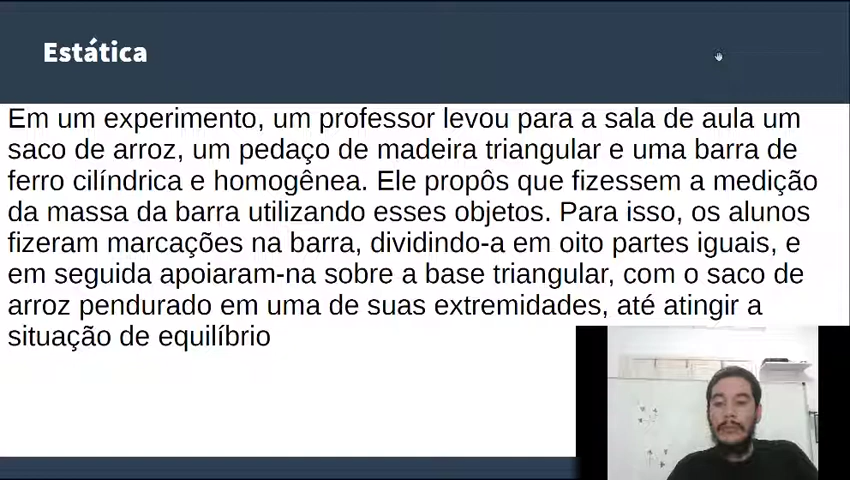 Estática
Em um experimento, um professor levou para a sala de aula um
saco de arroz, um pedaço de madeira triangular e uma barra de
ferro cilíndrica e homogênea. Ele propôs que fizessem a medição
da massa da barra utilizando esses objetos. Para isso, os alunos
fizeram marcações na barra, dividindo-a em oito partes iguais, e
em seguida apoiaram-na sobre a base triangular, com o saco de
arroz pendurado em uma de suas extremidades, até atingir a
situação de equilíbrio